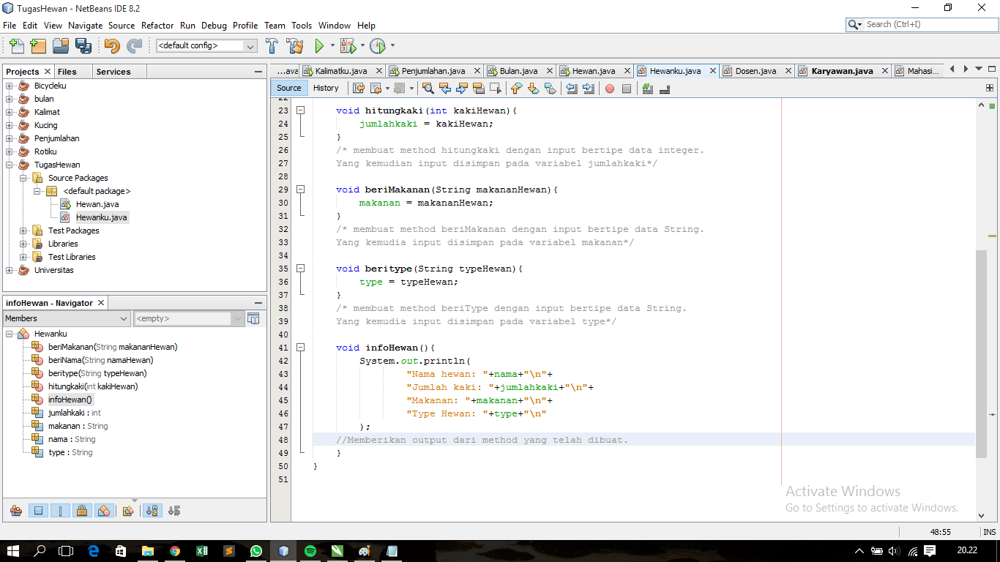 TugasHewan - NetBeans IDE 8.2
File Edit View Navigate Source Refactor Run Debug Profile Team Tools Window Help
Search (Ctrl+I)
<default config>
Projects Files Services
Bicycleku
bulan
Kalimat
Kucing
Penjumlahan
Rotiku
TugasHewan
Source Packages
<default package>
Hewan.java
Hewanku.java
Test Packages
Libraries
Test Libraries
Universitas
infoHewan - Navigator
Members <empty>
Hewanku
beriMakanan(String makananHewan)
beriNama(String namaHewan)
beritype(String typeHewan)
hitungkaki(int kakiHewan)
infoHewan()
jumlahkaki : int
makanan : String
nama : String
type : String
...ava Kalimatku.java Penjumlahan.java Bulan.java Hewan.java Hewanku.java Dosen.java Karyawan.java Mahasi...
Source History
22
23 void hitungkaki(int kakiHewan){
24 jumlahkaki = kakiHewan;
25 }
26 /* membuat method hitungkaki dengan input bertipe data integer.
27 Yang kemudian input disimpan pada variabel jumlahkaki*/
28
29 void beriMakanan(String makananHewan){
30 makanan = makananHewan;
31 }
32 /* membuat method beriMakanan dengan input bertipe data String.
33 Yang kemudia input disimpan pada variabel makanan*/
34
35 void beritype(String typeHewan){
36 type = typeHewan;
37 }
38 /* membuat method beriType dengan input bertipe data String.
39 Yang kemudia input disimpan pada variabel type*/
40
41 void infoHewan(){
42 System.out.println(
43 "Nama hewan: "+nama+"\n"+
44 "Jumlah kaki: "+jumlahkaki+"\n"+
45 "Makanan: "+makanan+"\n"+
46 "Type Hewan: "+type+"\n"
47 );
48 //Memberikan output dari method yang telah dibuat.
49 }
50 }
51
Activate Windows
Go to Settings to activate Windows.
48:55 INS
20.22